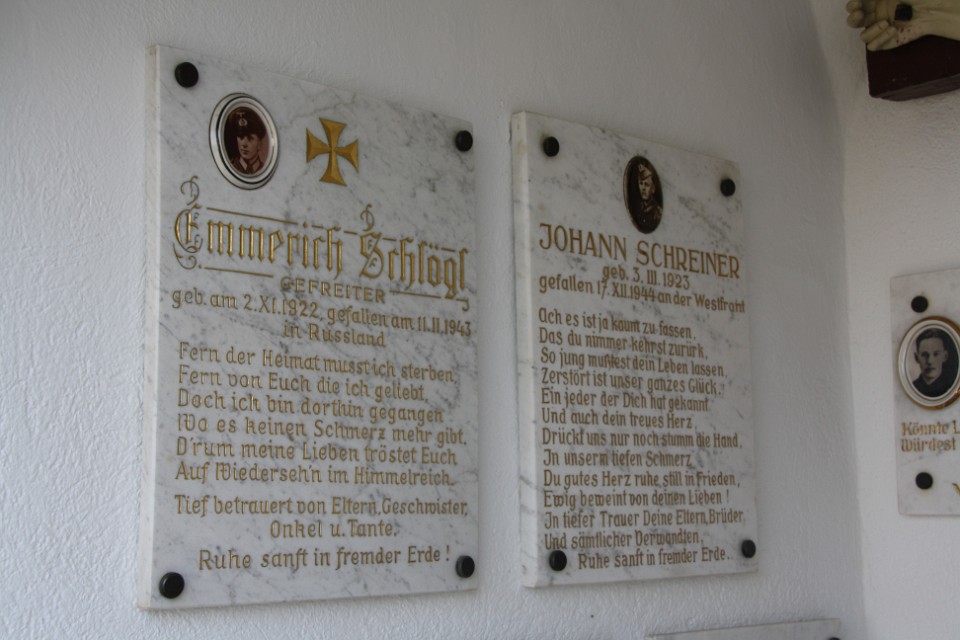 Emmerich Schlögl
GEFREITER
geb. am 2.XI.1922, gefallen am 11.III.1943
in Russland
Fern der Heimat musst ich sterben,
Fern von Euch die ich geliebt,
Doch ich bin dorthin gegangen
Wo es keinen Schmerz mehr gibt.
D'rum meine Lieben tröstet Euch
Auf Wiederseh'n im Himmelreich.
Tief betrauert von Eltern, Geschwister,
Onkel u. Tante.
Ruhe sanft in fremder Erde!
JOHANN SCHREINER
geb. 3. III. 1923
gefallen 17.XII.1944 an der Westfront
Ach es ist ja kaum zu fassen,
Das du nimmer kehrst zurück,
So jung mußtest dein Leben lassen,
Zerstört ist unser ganzes Glück.
Ein jeder der Dich hat gekannt
Und auch dein treues Herz,
Drückt uns nur noch stumm die Hand,
In unserm tiefen Schmerz
Du gutes Herz ruhe still in Frieden,
Ewig beweint von deinen Lieben!
In tiefer Trauer Deine Eltern, Brüder,
Und sämtlicher Verwandten,
Ruhe sanft in fremder Erde..
Könnte
Würdest